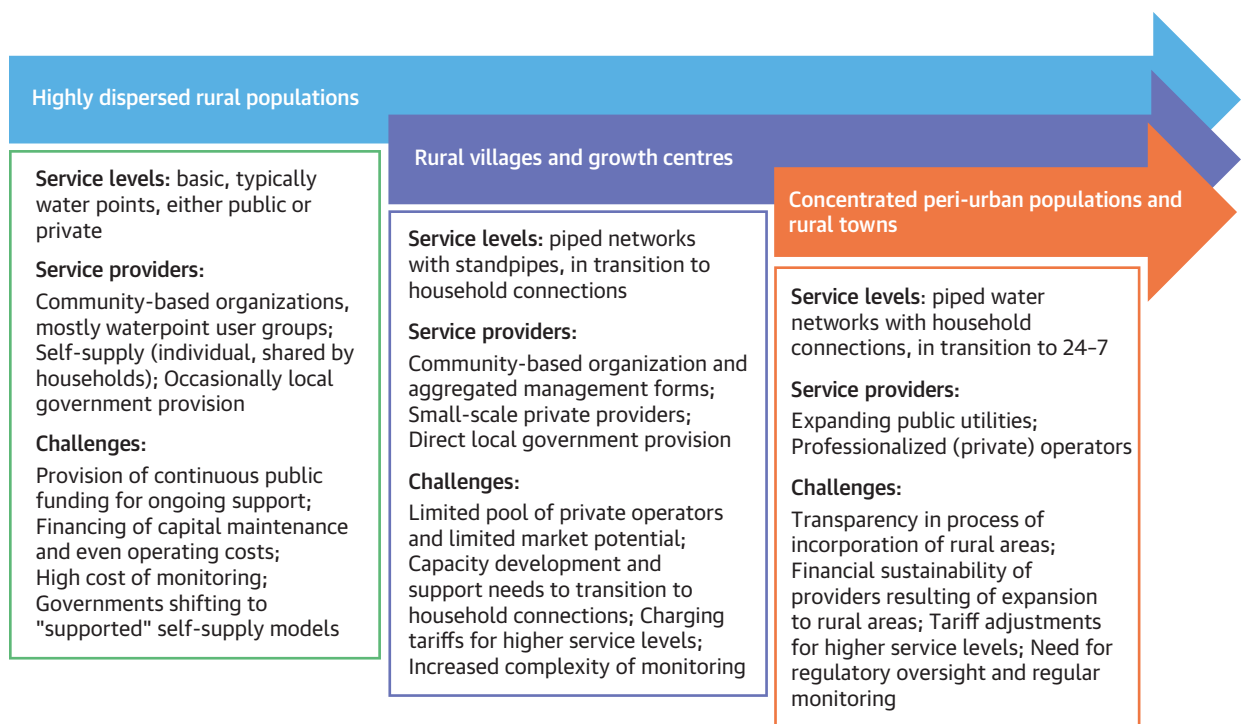 Highly dispersed rural populations
Service levels: basic, typically
water points, either public or
private
Service providers:
Community-based organizations,
mostly waterpoint user groups;
Self-supply (individual, shared by
households); Occasionally local
government provision
Challenges:
Provision of continuous public
funding for ongoing support;
Financing of capital maintenance
and even operating costs;
High cost of monitoring;
Governments shifting to
"supported" self-supply models
Rural villages and growth centres
Service levels: piped networks
with standpipes, in transition to
household connections
Service providers:
Community-based organization and
aggregated management forms;
Small-scale private providers;
Direct local government provision
Challenges:
Limited pool of private operators
and limited market potential;
Capacity development and
support needs to transition to
household connections; Charging
tariffs for higher service levels;
Increased complexity of monitoring
Concentrated peri-urban populations and
rural towns
Service levels: piped water
networks with household
connections, in transition to 24–7
Service providers:
Expanding public utilities;
Professionalized (private) operators
Challenges:
Transparency in process of
incorporation of rural areas;
Financial sustainability of
providers resulting of expansion
to rural areas; Tariff adjustments
for higher service levels; Need for
regulatory oversight and regular
monitoring